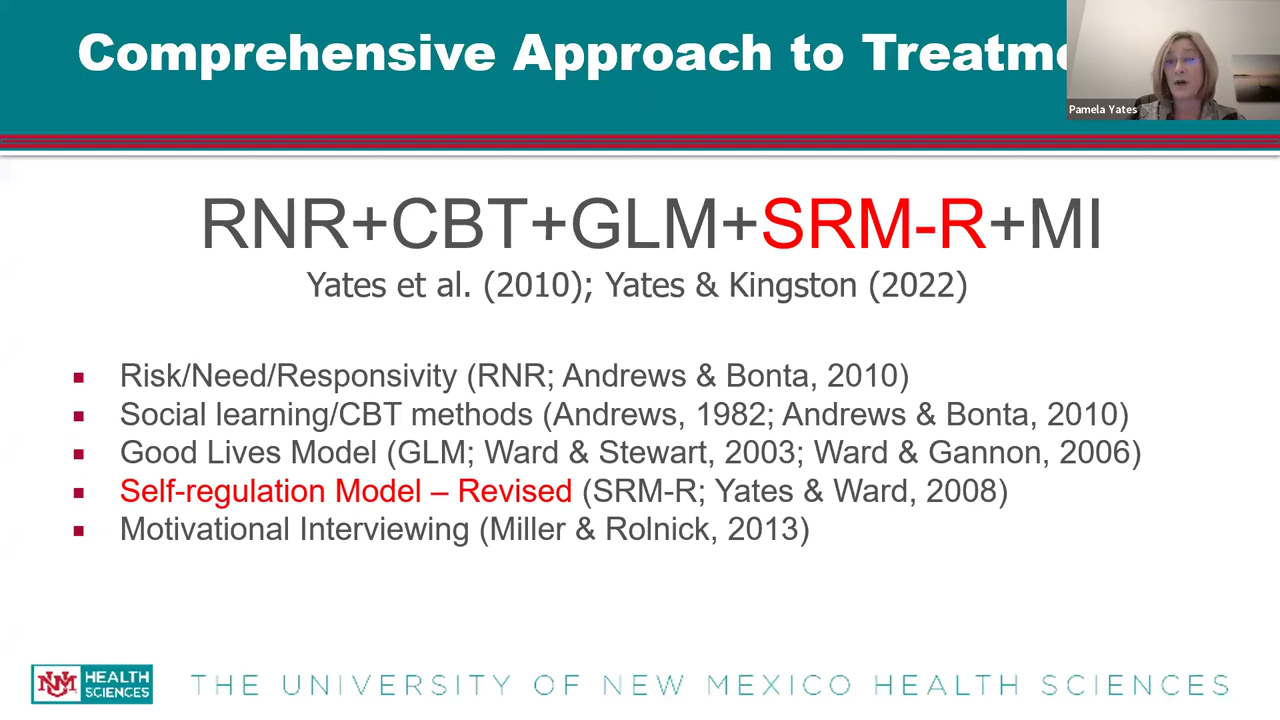 Comprehensive Approach to Treatme
Pamela Yates
RNR+CBT+GLM+SRM-R+MI
Yates et al. (2010); Yates & Kingston (2022)
▪ Risk/Need/Responsivity (RNR; Andrews & Bonta, 2010)
▪ Social learning/CBT methods (Andrews, 1982; Andrews & Bonta, 2010)
▪ Good Lives Model (GLM; Ward & Stewart, 2003; Ward & Gannon, 2006)
▪ Self-regulation Model – Revised (SRM-R; Yates & Ward, 2008)
▪ Motivational Interviewing (Miller & Rolnick, 2013)
UNM HEALTH
SCIENCES
THE UNIVERSITY OF NEW MEXICO HEALTH SCIENCES